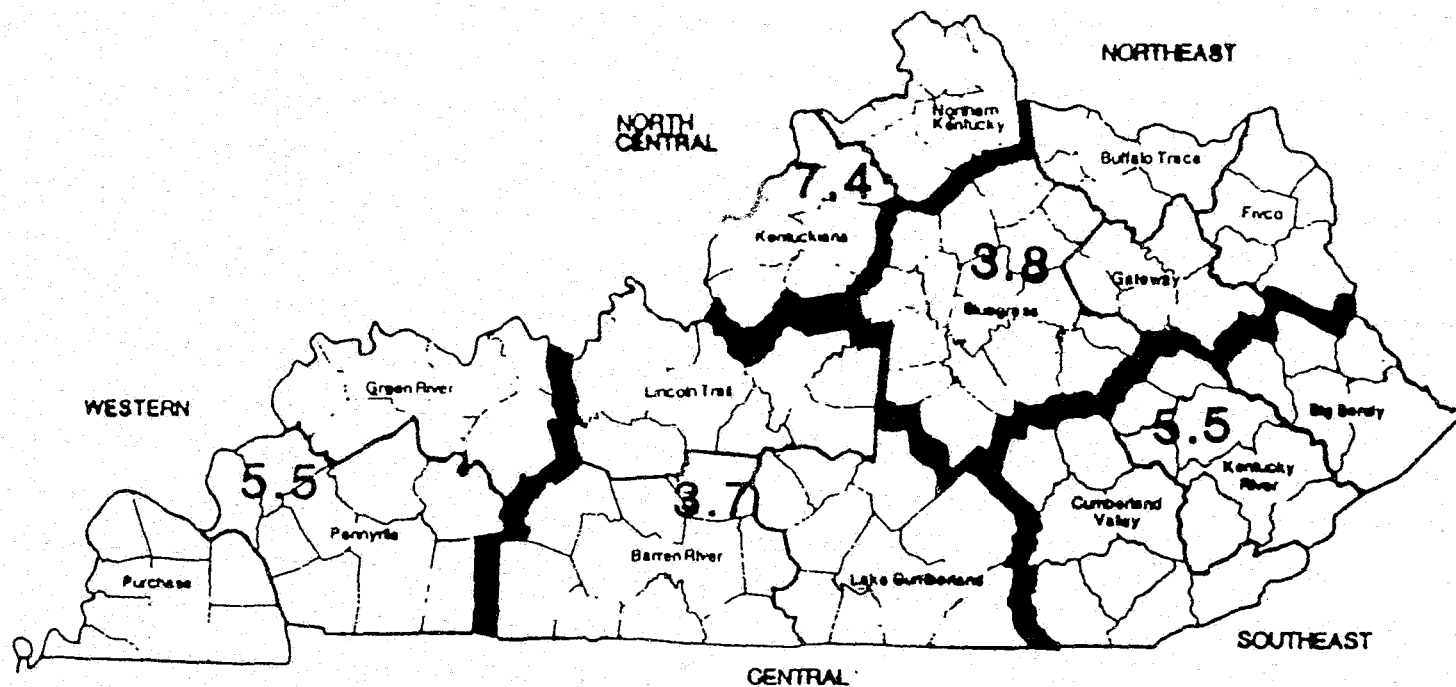 NORTHEAST
NORTH
CENTRAL
Northern
Kentucky
Buffalo Trace
7.4
Fivco
Kentuckiana
3.8
Gateway
Bluegrass
Green River
Lincoln Trail
WESTERN
Big Sandy
5.5
Kentucky
River
5.5
3.7
Cumberland
Valley
Pennyrile
Barren River
Purchase
Lake Cumberland
SOUTHEAST
CENTRAL